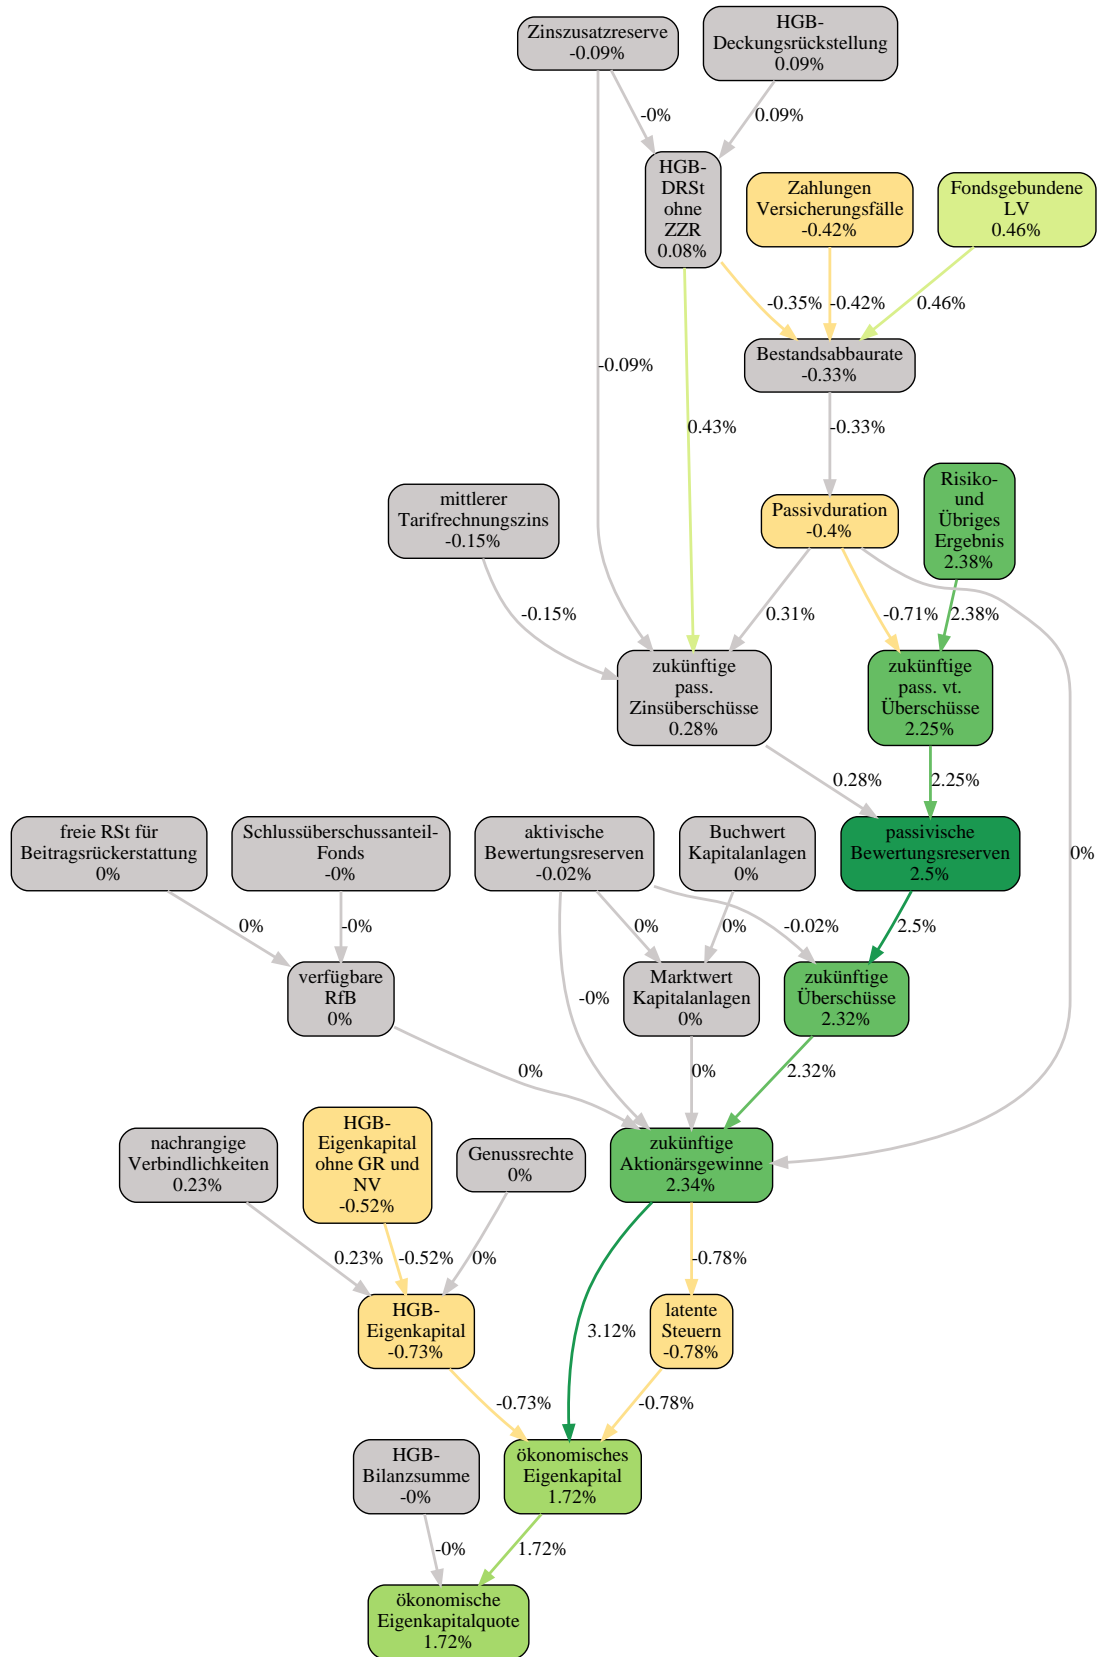 Zinszusatzreserve
-0.09%
HGB-
Deckungsrückstellung
0.09%
-0%
0.09%
HGB-
DRSt
ohne
ZZR
0.08%
Zahlungen
Versicherungsfälle
-0.42%
Fondsgebundene
LV
0.46%
-0.35%
-0.42%
0.46%
Bestandsabbaurate
-0.33%
-0.09%
0.43%
-0.33%
mittlerer
Tarifrechnungszins
-0.15%
Passivduration
-0.4%
Risiko-
und
Übriges
Ergebnis
2.38%
-0.15%
0.31%
-0.71%
2.38%
zukünftige
pass.
Zinsüberschüsse
0.28%
zukünftige
pass. vt.
Überschüsse
2.25%
0.28%
2.25%
freie RSt für
Beitragsrückerstattung
0%
Schlussüberschussanteil-
Fonds
-0%
aktivische
Bewertungsreserven
-0.02%
Buchwert
Kapitalanlagen
0%
passivische
Bewertungsreserven
2.5%
0%
0%
-0%
0%
0%
-0.02%
2.5%
verfügbare
RfB
0%
-0%
Marktwert
Kapitalanlagen
0%
zukünftige
Überschüsse
2.32%
0%
0%
2.32%
nachrangige
Verbindlichkeiten
0.23%
HGB-
Eigenkapital
ohne GR und
NV
-0.52%
Genussrechte
0%
zukünftige
Aktionärsgewinne
2.34%
0.23%
-0.52%
0%
-0.78%
HGB-
Eigenkapital
-0.73%
3.12%
latente
Steuern
-0.78%
-0.73%
-0.78%
HGB-
Bilanzsumme
-0%
ökonomisches
Eigenkapital
1.72%
-0%
1.72%
ökonomische
Eigenkapitalquote
1.72%